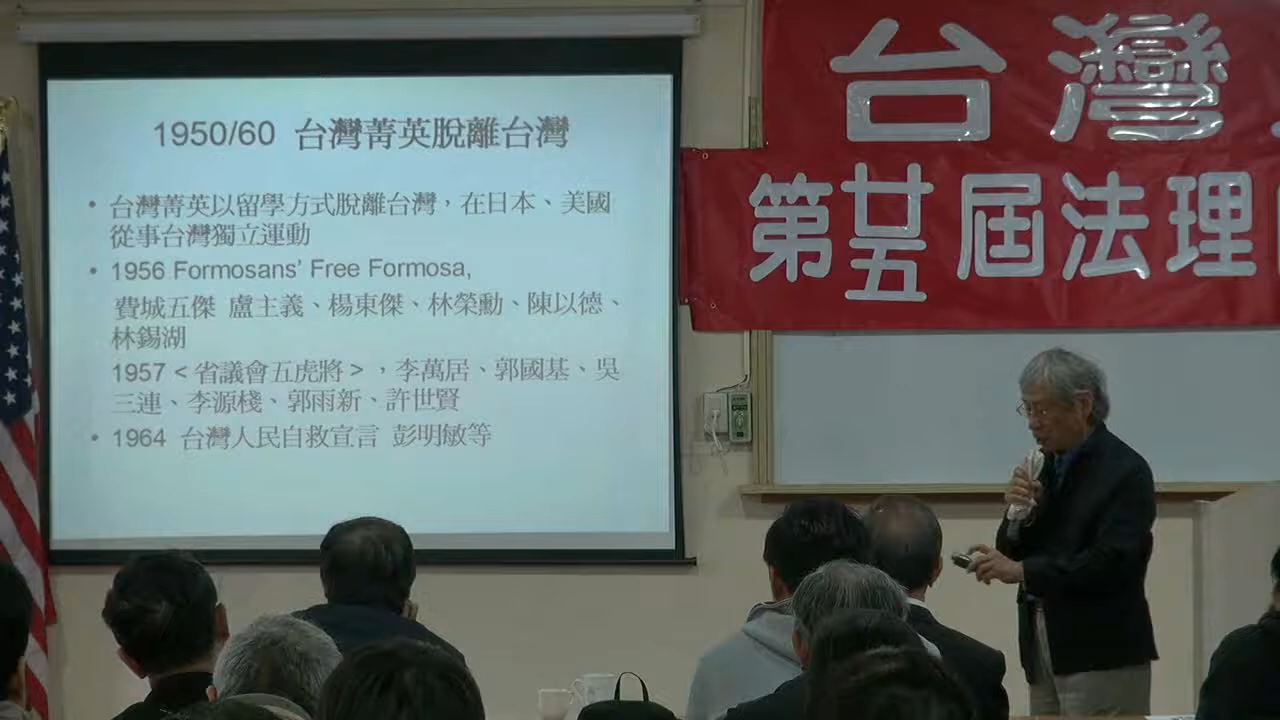 1950/60 台灣菁英脫離台灣
• 台灣菁英以留學方式脫離台灣，在日本、美國
從事台灣獨立運動
• 1956 Formosans’ Free Formosa,
費城五傑 盧主義、楊東傑、林榮勳、陳以德、
林錫湖
1957 < 省議會五虎將 > ，李萬居、郭國基、吳
三連、李源棧、郭雨新、許世賢
• 1964 台灣人民自救宣言 彭明敏等
台灣
第廿五屆法理